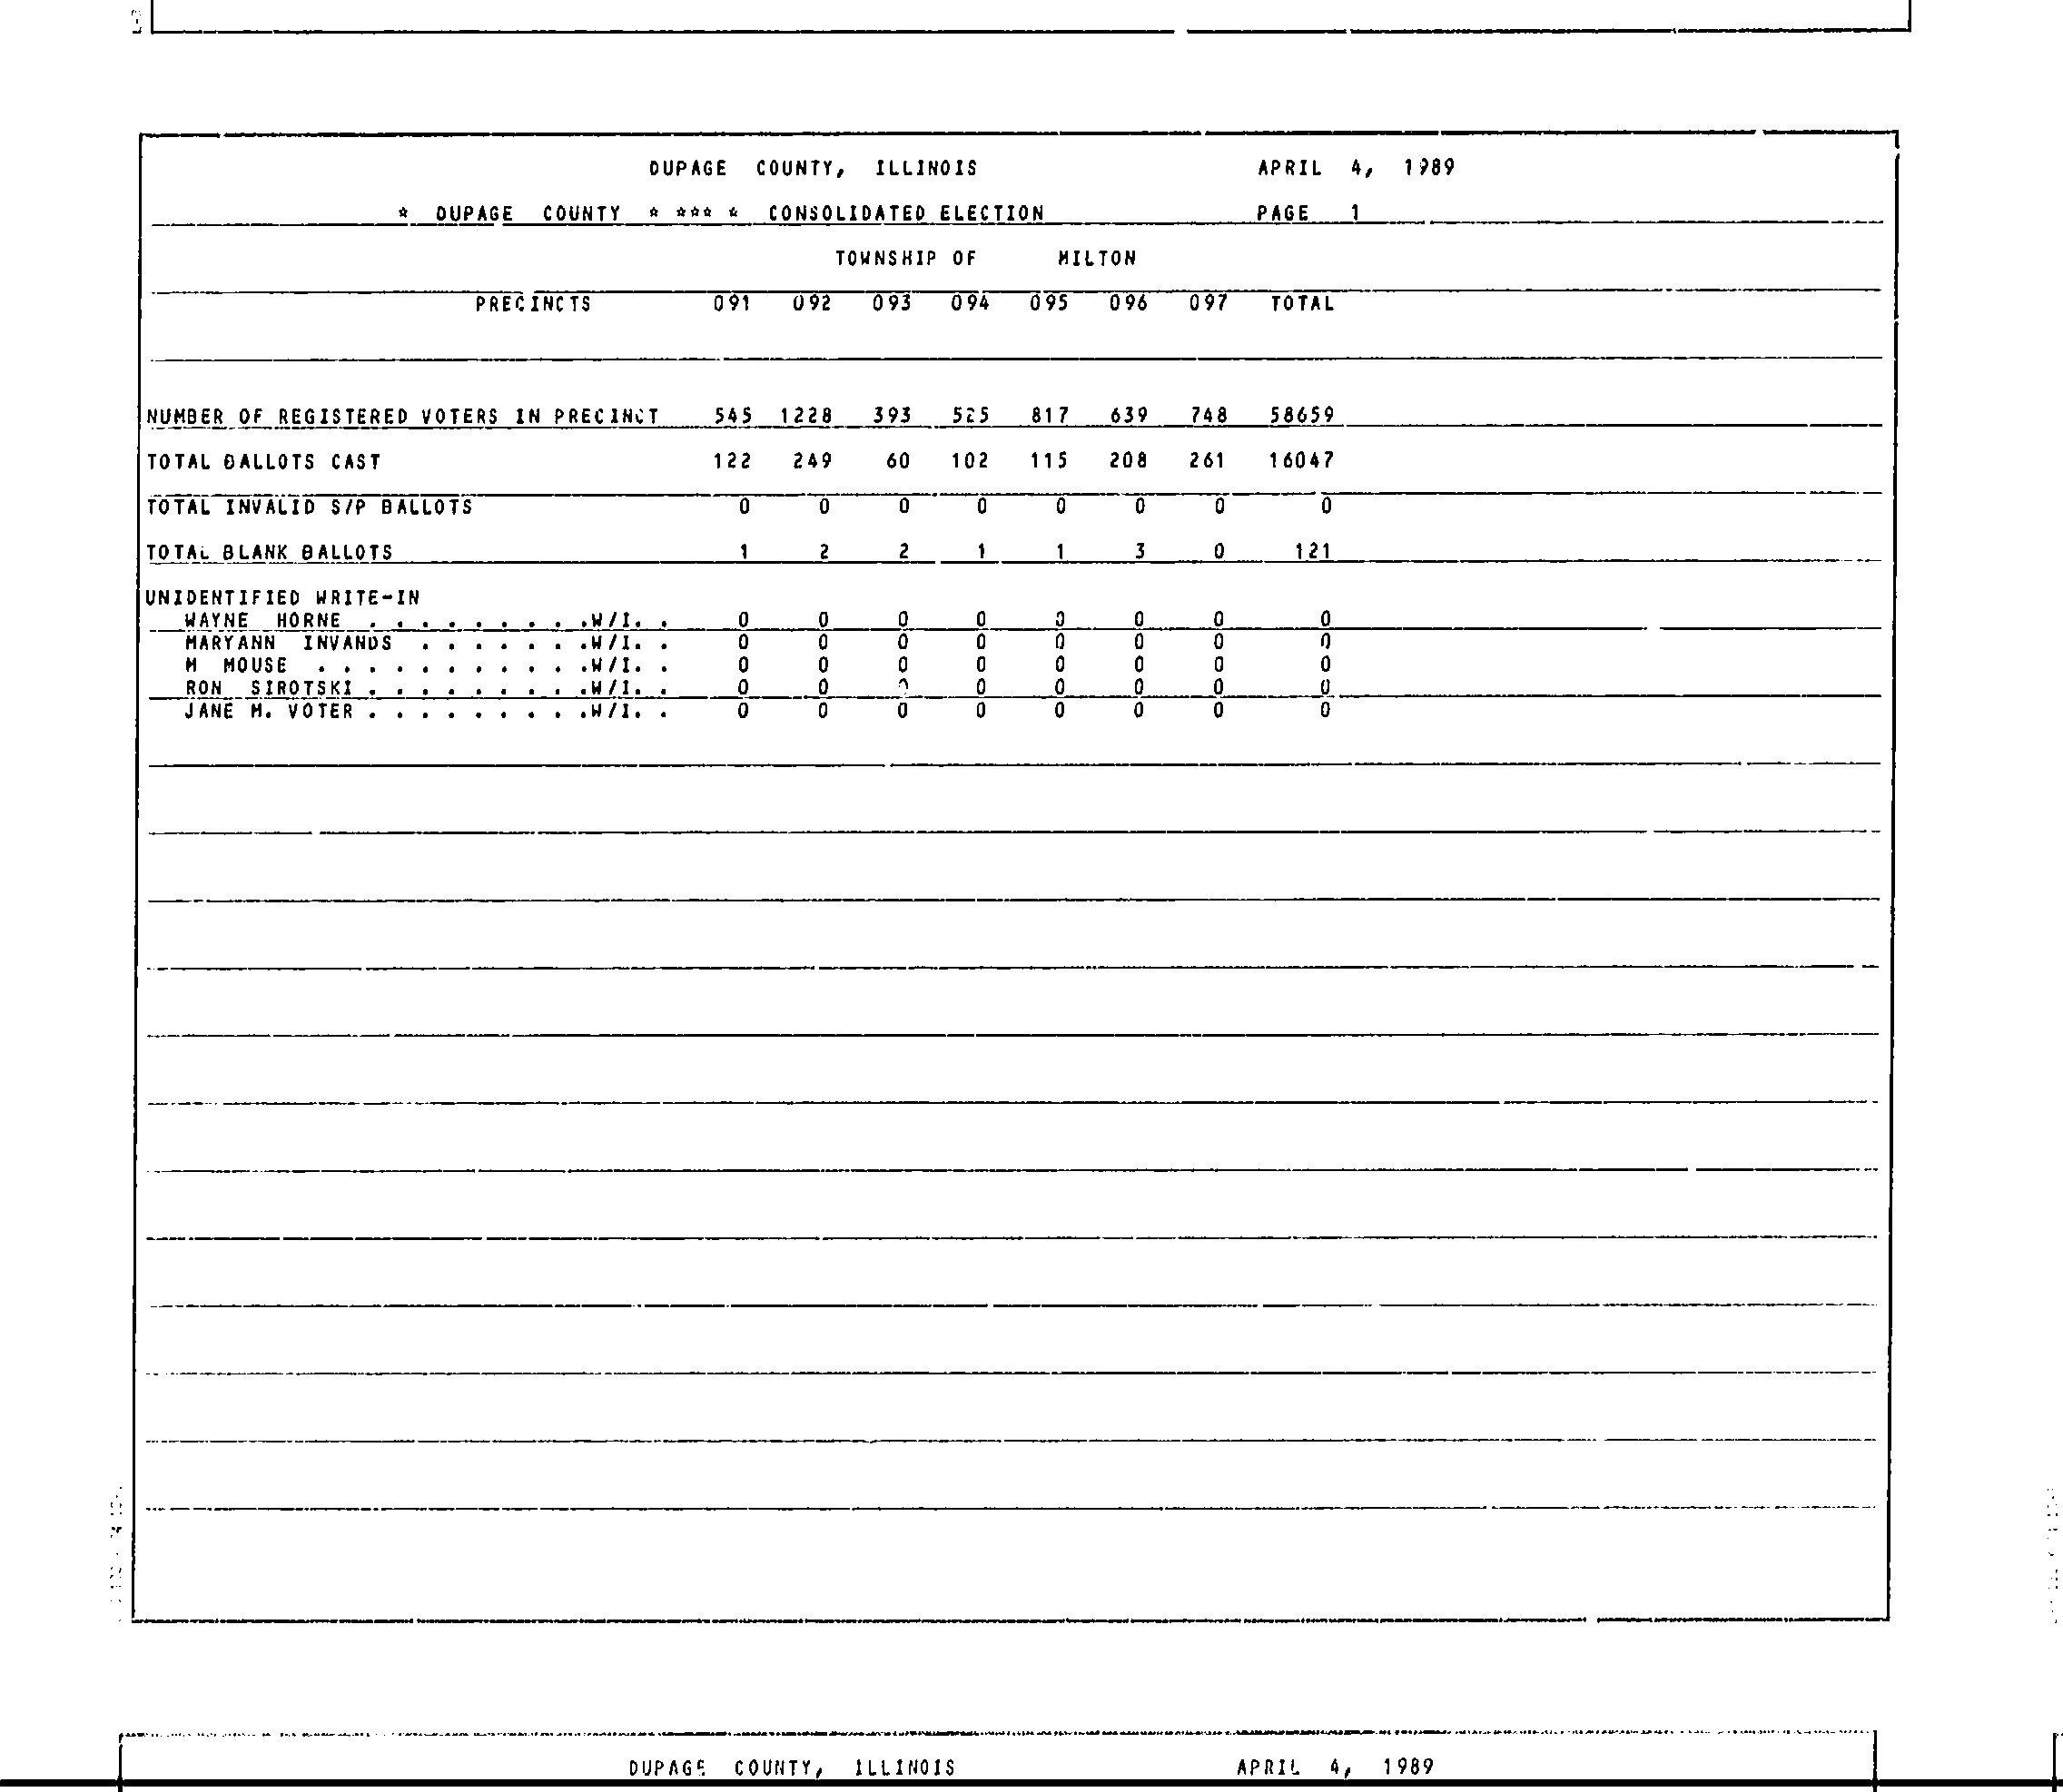 DUPAGE COUNTY, ILLINOIS APRIL 4, 1989
* DUPAGE COUNTY * *** * CONSOLIDATED ELECTION PAGE 1
TOWNSHIP OF MILTON
PRECINCTS 091 092 093 094 095 096 097 TOTAL
NUMBER OF REGISTERED VOTERS IN PRECINCT 545 1228 393 525 817 639 748 58659
TOTAL BALLOTS CAST 122 249 60 102 115 208 261 16047
TOTAL INVALID S/P BALLOTS 0 0 0 0 0 0 0 0
TOTAL BLANK BALLOTS 1 2 2 1 1 3 0 121
UNIDENTIFIED WRITE-IN
WAYNE HORNE . . . . . . . . .W/I. . 0 0 0 0 0 0 0 0
MARYANN INVANDS . . . . . . .W/I. . 0 0 0 0 0 0 0 0
M MOUSE . . . . . . . . . . .W/I. . 0 0 0 0 0 0 0 0
RON SIROTSKI . . . . . . . . .W/I. . 0 0 0 0 0 0 0 0
JANE M. VOTER . . . . . . . . .W/I. . 0 0 0 0 0 0 0 0
DUPAGE COUNTY, ILLINOIS APRIL 4, 1989